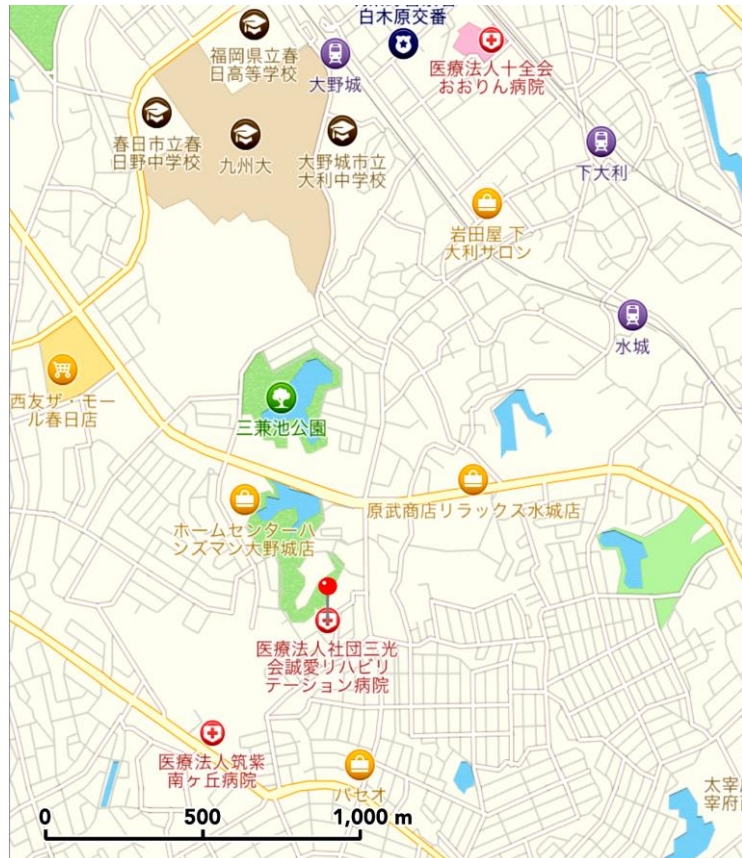 白木原交番
福岡県立春
日高等学校
大野城
医療法人十全会
おおりん病院
春日市立春
日野中学校
九州大
大野城市立
大利中学校
下大利
岩田屋 下
大利サロン
水城
西友ザ・モー
ル春日店
三兼池公園
原武商店リラックス水城店
ホームセンターハ
ンズマン大野城店
医療法人社団三光
会誠愛リハビリ
テーション病院
医療法人筑紫
南ヶ丘病院
パセオ
太宰
宰府
0 500 1,000 m